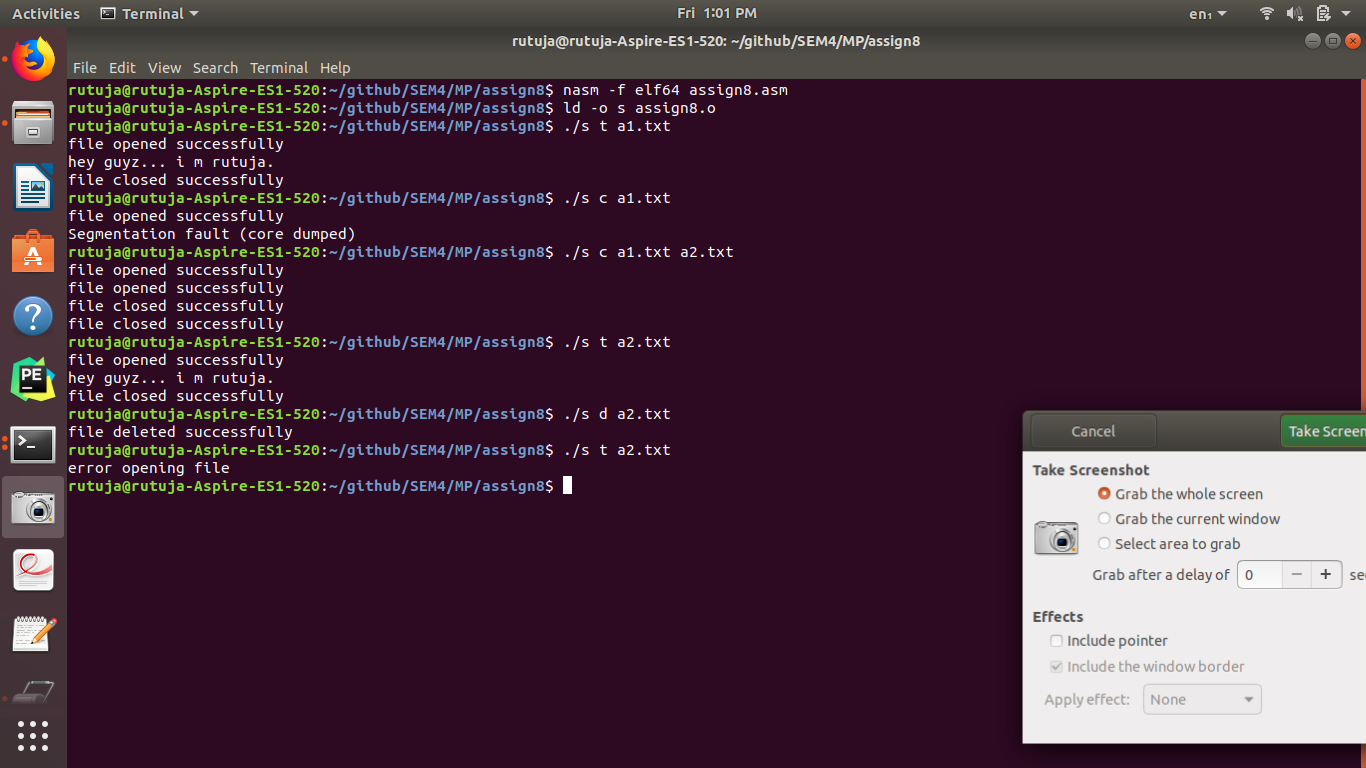 Activities Terminal Fri 1:01 PM en₁
rutuja@rutuja-Aspire-ES1-520: ~/github/SEM4/MP/assign8
File Edit View Search Terminal Help
rutuja@rutuja-Aspire-ES1-520:~/github/SEM4/MP/assign8$ nasm -f elf64 assign8.asm
rutuja@rutuja-Aspire-ES1-520:~/github/SEM4/MP/assign8$ ld -o s assign8.o
rutuja@rutuja-Aspire-ES1-520:~/github/SEM4/MP/assign8$ ./s t a1.txt
file opened successfully
hey guyz... i m rutuja.
file closed successfully
rutuja@rutuja-Aspire-ES1-520:~/github/SEM4/MP/assign8$ ./s c a1.txt
file opened successfully
Segmentation fault (core dumped)
rutuja@rutuja-Aspire-ES1-520:~/github/SEM4/MP/assign8$ ./s c a1.txt a2.txt
file opened successfully
file opened successfully
file closed successfully
file closed successfully
rutuja@rutuja-Aspire-ES1-520:~/github/SEM4/MP/assign8$ ./s t a2.txt
file opened successfully
hey guyz... i m rutuja.
file closed successfully
rutuja@rutuja-Aspire-ES1-520:~/github/SEM4/MP/assign8$ ./s d a2.txt
file deleted successfully
rutuja@rutuja-Aspire-ES1-520:~/github/SEM4/MP/assign8$ ./s t a2.txt
error opening file
rutuja@rutuja-Aspire-ES1-520:~/github/SEM4/MP/assign8$
PE
Cancel Take Screen
Take Screenshot
Grab the whole screen
Grab the current window
Select area to grab
Grab after a delay of 0 − + se
Effects
Include pointer
Include the window border
Apply effect: None